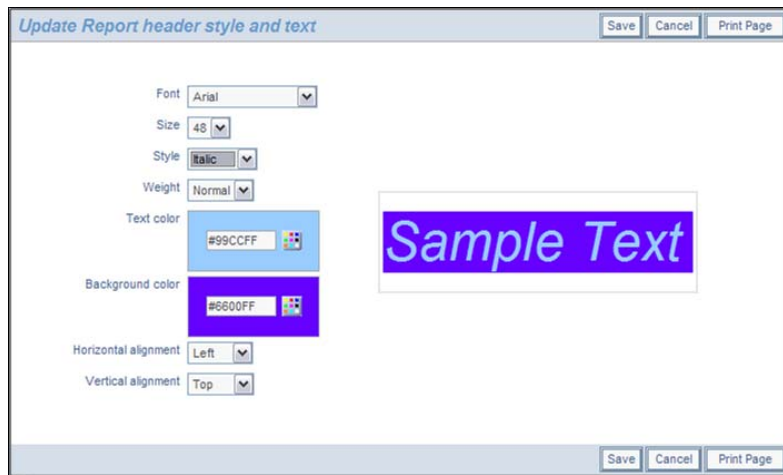 Update Report header style and text
Save Cancel Print Page
Font Arial
Size 48
Style Italic
Weight Normal
Text color
#99CCFF
Sample Text
Background color
#6600FF
Horizontal alignment Left
Vertical alignment Top
Save Cancel Print Page